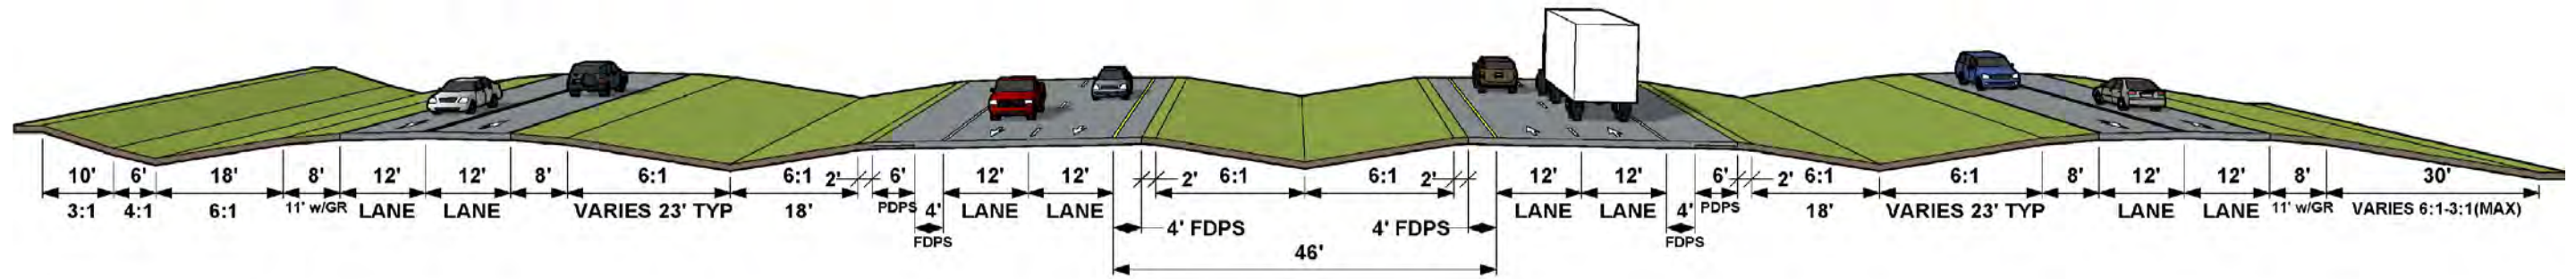 10' 6' 18' 8' 12' 12' 8' 6:1 6:1 2' 6' 12' 12' 2' 6:1 6:1 2' 12' 12' 6' 2' 6:1 6:1 8' 12' 12' 8' 30'
3:1 4:1 6:1 11' w/GR LANE LANE VARIES 23' TYP 18' PDPS 4' LANE LANE LANE LANE 4' PDPS 18' VARIES 23' TYP LANE LANE 11' w/GR VARIES 6:1-3:1(MAX)
FDPS 4' FDPS 4' FDPS FDPS
46'